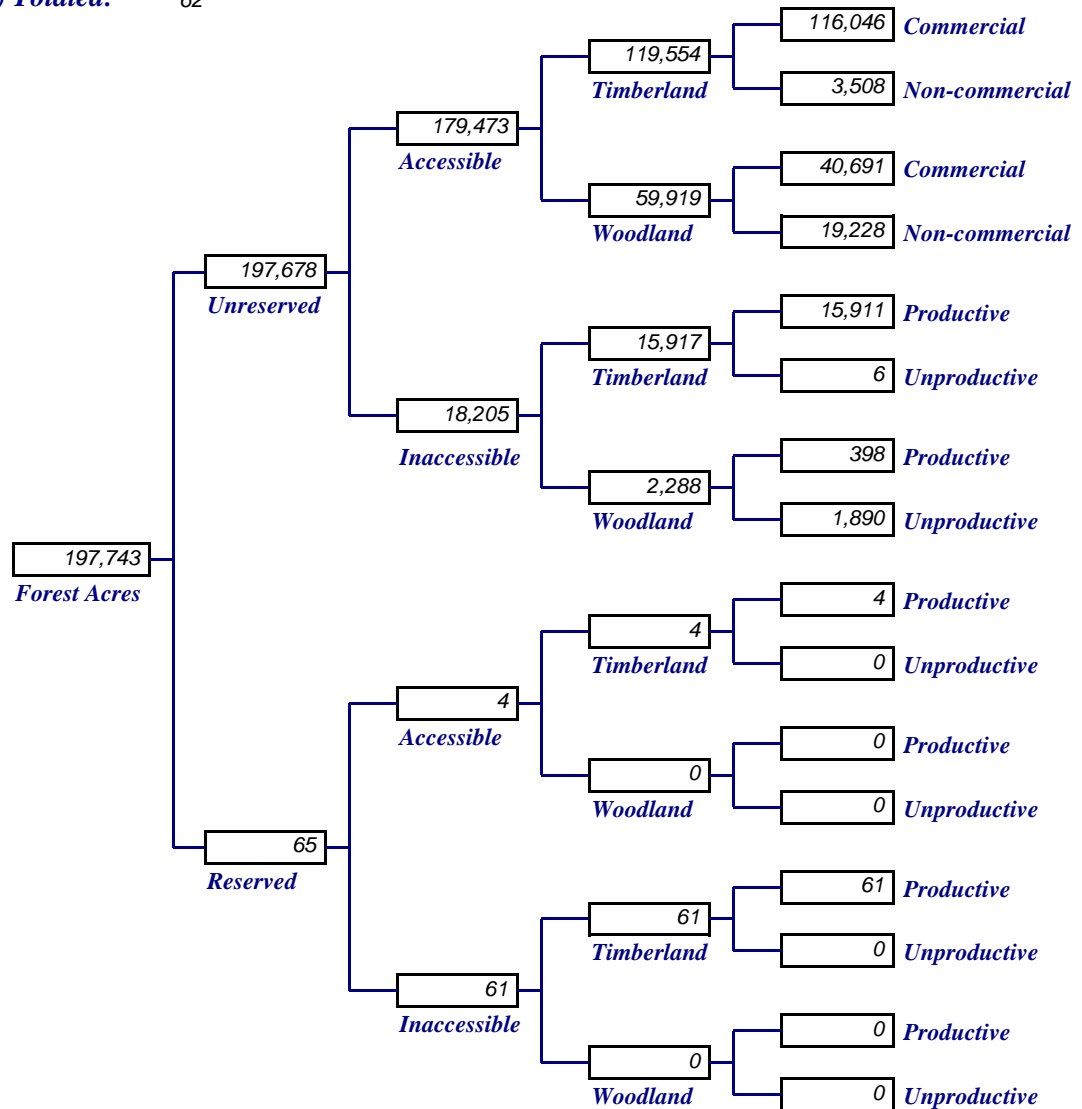 Totaled: 62
116,046 Commercial
119,554
Timberland
3,508 Non-commercial
179,473
Accessible
40,691 Commercial
59,919
Woodland
19,228 Non-commercial
197,678
Unreserved
15,911 Productive
15,917
Timberland
6 Unproductive
18,205
Inaccessible
398 Productive
2,288
Woodland
1,890 Unproductive
197,743
Forest Acres
4 Productive
4
Timberland
0 Unproductive
4
Accessible
0 Productive
0
Woodland
0 Unproductive
65
Reserved
61 Productive
61
Timberland
0 Unproductive
61
Inaccessible
0 Productive
0
Woodland
0 Unproductive